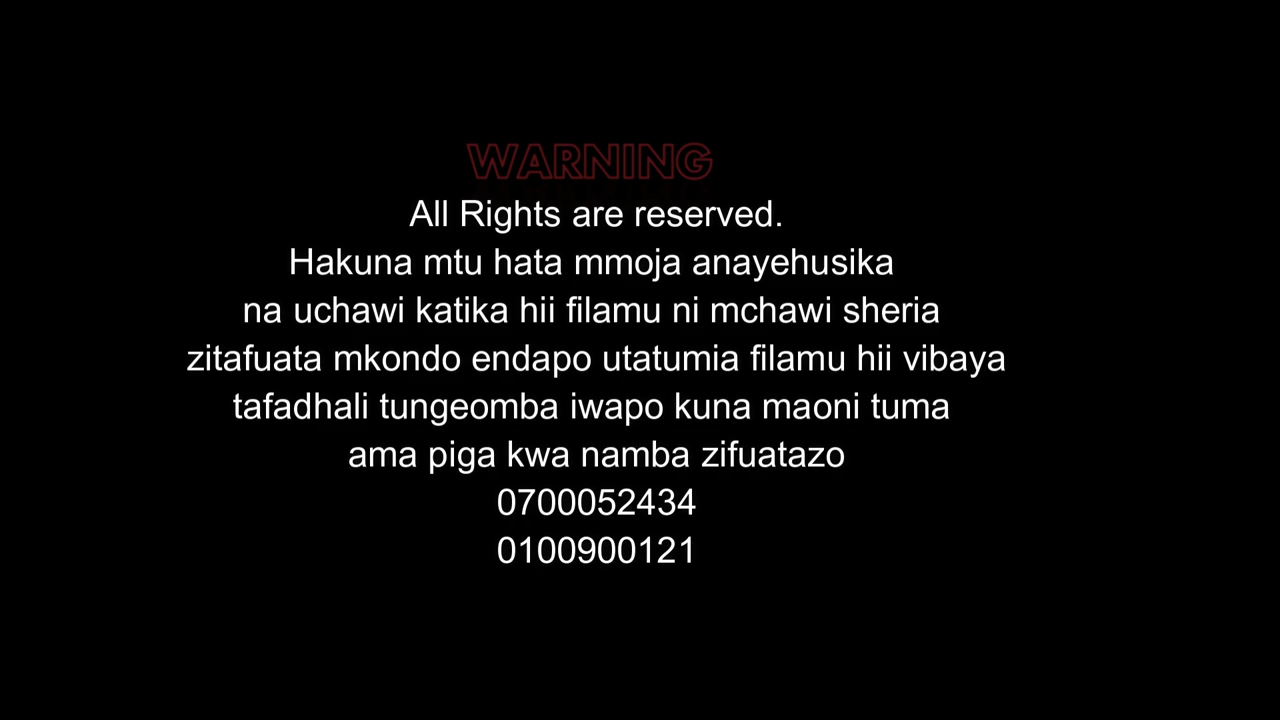 WARNING
All Rights are reserved.
Hakuna mtu hata mmoja anayehusika
na uchawi katika hii filamu ni mchawi sheria
zitafuata mkondo endapo utatumia filamu hii vibaya
tafadhali tungeomba iwapo kuna maoni tuma
ama piga kwa namba zifuatazo
0700052434
0100900121